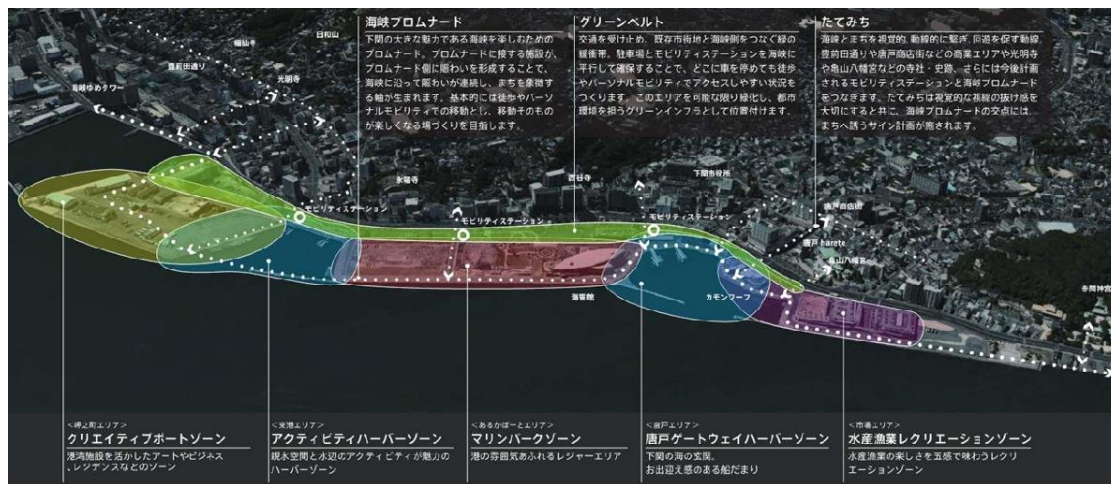 海峡プロムナード
下関の大きな魅力である海峡を楽しむための
プロムナード。プロムナードに接する施設が、
プロムナード側に賑わいを形成することで、
海峡に沿って賑わいが連続し、まちを象徴す
る軸が生まれます。基本的には徒歩やパーソ
ナルモビリティでの移動とし、移動そのもの
が楽しくなる場づくりを目指します。
グリーンベルト
交通を受け止め、既存市街地と海峡側をつなぐ緑の
緩衝帯。駐車場とモビリティステーションを海峡に
平行して確保することで、どこに車を停めても徒歩
やパーソナルモビリティでアクセスしやすい状況を
つくります。このエリアを可能な限り緑化し、都市
環境を担うグリーンインフラとして位置付けます。
たてみち
海峡とまちを視覚的、動線的に繋ぎ、回遊を促す動線。
豊前田通りや唐戸商店街などの商業エリアや光明寺
や亀山八幡宮などの寺社・史跡、さらには今後計画
されるモビリティステーションと海峡プロムナード
をつなきます。たてみちは視覚的な視線の抜け感を
大切にすると共に、海峡プロムナードの交点には、
まちへ誘うサイン計画が施されます。
日和山
福仙寺
豊前田通り
光明寺
海峡ゆめタワー
永福寺
西谷寺
下関市役所
モビリティステーション
モビリティステーション
モビリティステーション
唐戸商店街
唐戸 harete
亀山八幡宮
赤間神宮
海響館
カモンワーフ
<岬之町エリア>
クリエイティブポートゾーン
港湾施設を活かしたアートやビジネス
、レジデンスなどのゾーン
<東港エリア>
アクティビティハーバーゾーン
親水空間と水辺のアクティビティが魅力の
ハーバーゾーン
<あるかぽーとエリア>
マリンパークゾーン
港の雰囲気あふれるレジャーエリア
<唐戸エリア>
唐戸ゲートウェイハーバーゾーン
下関の海の玄関。
お出迎え感のある船だまり
<市場エリア>
水産漁業レクリエーションゾーン
水産漁業の楽しさを五感で味わうレクリ
エーションゾーン